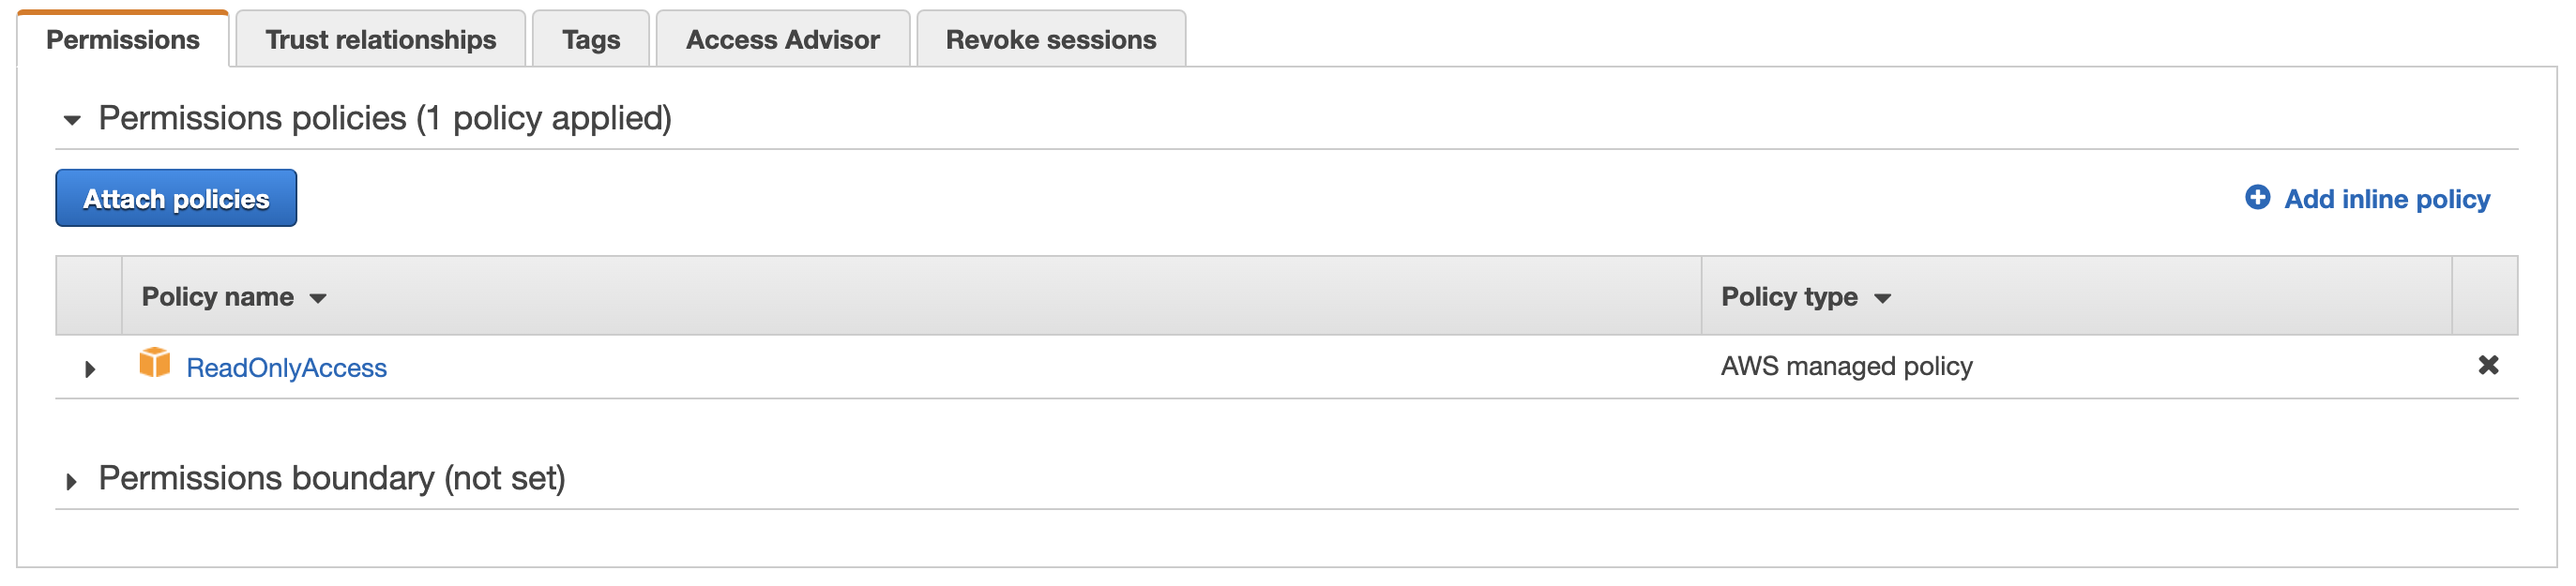 Permissions Trust relationships Tags Access Advisor Revoke sessions
Permissions policies (1 policy applied)
Attach policies Add inline policy
Policy name Policy type
ReadOnlyAccess AWS managed policy
Permissions boundary (not set)